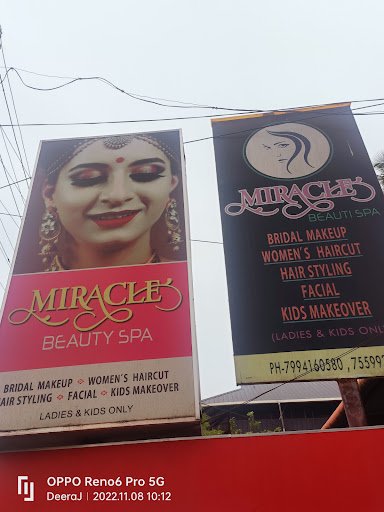 MIRACLE
BEAUTY SPA
BRIDAL MAKEUP ❖ WOMEN'S HAIRCUT
HAIR STYLING ❖ FACIAL ❖ KIDS MAKEOVER
LADIES & KIDS ONLY
MIRACLE
BEAUTI SPA
BRIDAL MAKEUP
WOMEN'S HAIRCUT
HAIR STYLING
FACIAL
KIDS MAKEOVER
(LADIES & KIDS ONL
PH-7994160580 ,75597
OPPO Reno6 Pro 5G
DeeraJ | 2022.11.08 10:12